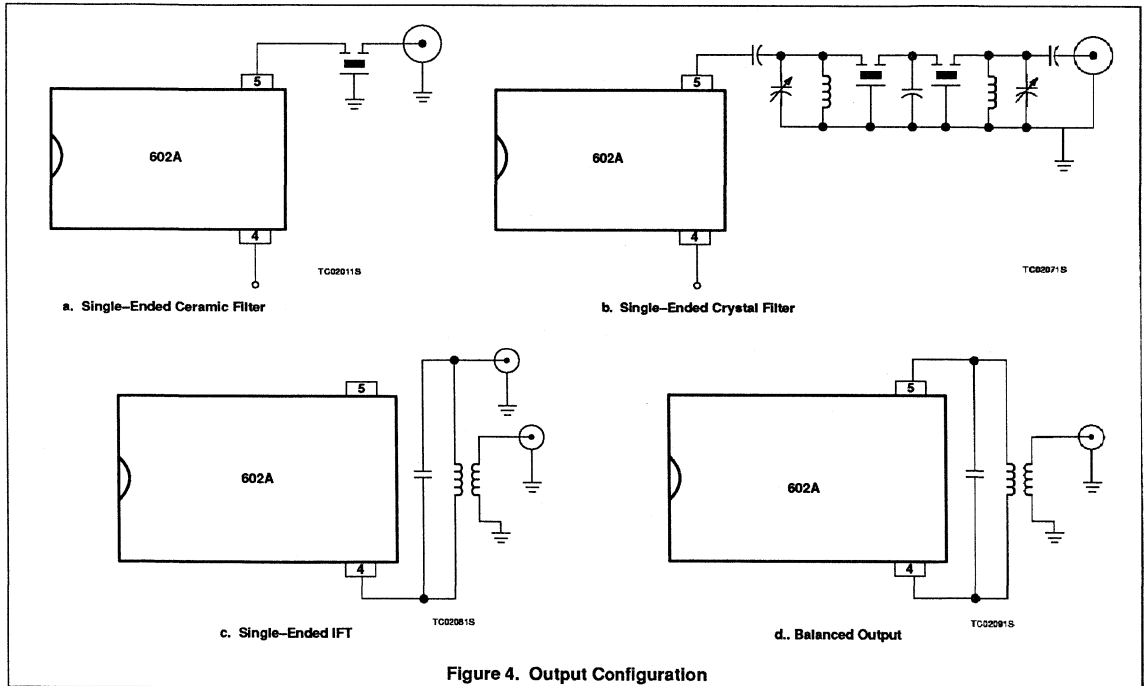 5
602A
4
TC02011S
a. Single–Ended Ceramic Filter
5
602A
4
TC02071S
b. Single–Ended Crystal Filter
5
602A
4
TC02081S
c. Single–Ended IFT
5
602A
4
TC02091S
d.. Balanced Output
Figure 4. Output Configuration